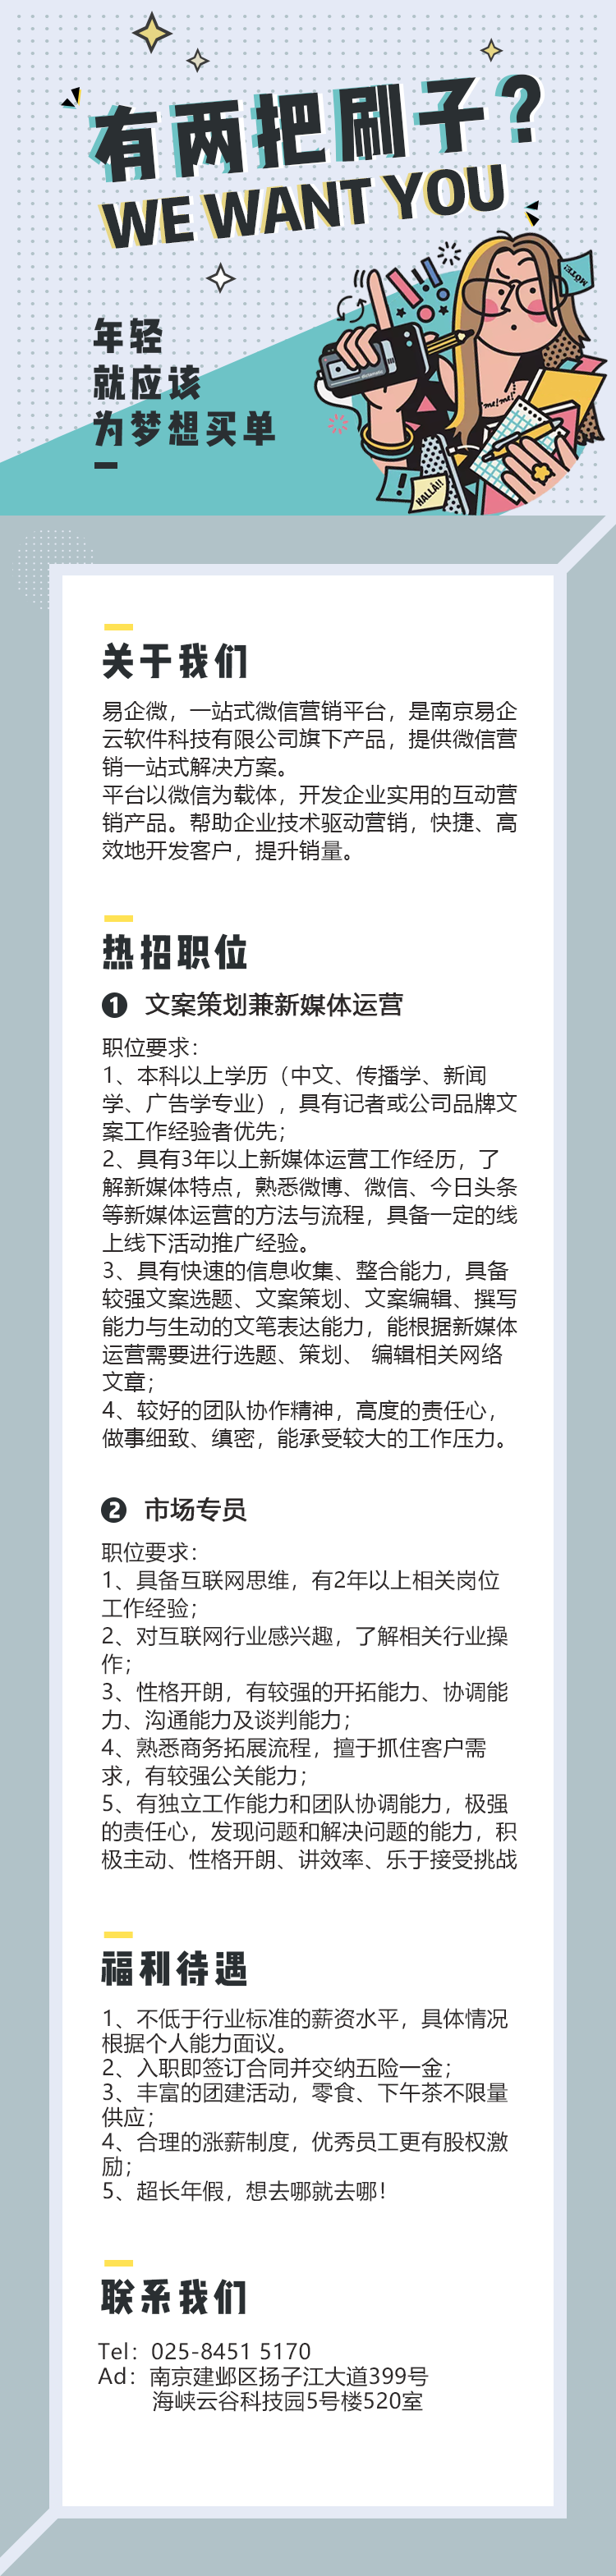 有两把刷子？
WE WANT YOU
MÖTE!
年轻
就应该
为梦想买单
me!me!
HALLÅ!!
关于我们
易企微，一站式微信营销平台，是南京易企
云软件科技有限公司旗下产品，提供微信营
销一站式解决方案。
平台以微信为载体，开发企业实用的互动营
销产品。帮助企业技术驱动营销，快捷、高
效地开发客户，提升销量。
热招职位
1 文案策划兼新媒体运营
职位要求：
1、本科以上学历（中文、传播学、新闻
学、广告学专业），具有记者或公司品牌文
案工作经验者优先；
2、具有3年以上新媒体运营工作经历，了
解新媒体特点，熟悉微博、微信、今日头条
等新媒体运营的方法与流程，具备一定的线
上线下活动推广经验。
3、具有快速的信息收集、整合能力，具备
较强文案选题、文案策划、文案编辑、撰写
能力与生动的文笔表达能力，能根据新媒体
运营需要进行选题、策划、 编辑相关网络
文章；
4、较好的团队协作精神，高度的责任心，
做事细致、缜密，能承受较大的工作压力。
2 市场专员
职位要求：
1、具备互联网思维，有2年以上相关岗位
工作经验；
2、对互联网行业感兴趣，了解相关行业操
作；
3、性格开朗，有较强的开拓能力、协调能
力、沟通能力及谈判能力；
4、熟悉商务拓展流程，擅于抓住客户需
求，有较强公关能力；
5、有独立工作能力和团队协调能力，极强
的责任心，发现问题和解决问题的能力，积
极主动、性格开朗、讲效率、乐于接受挑战
福利待遇
1、不低于行业标准的薪资水平，具体情况
根据个人能力面议。
2、入职即签订合同并交纳五险一金；
3、丰富的团建活动，零食、下午茶不限量
供应；
4、合理的涨薪制度，优秀员工更有股权激
励；
5、超长年假，想去哪就去哪！
联系我们
Tel：025-8451 5170
Ad：南京建邺区扬子江大道399号
海峡云谷科技园5号楼520室